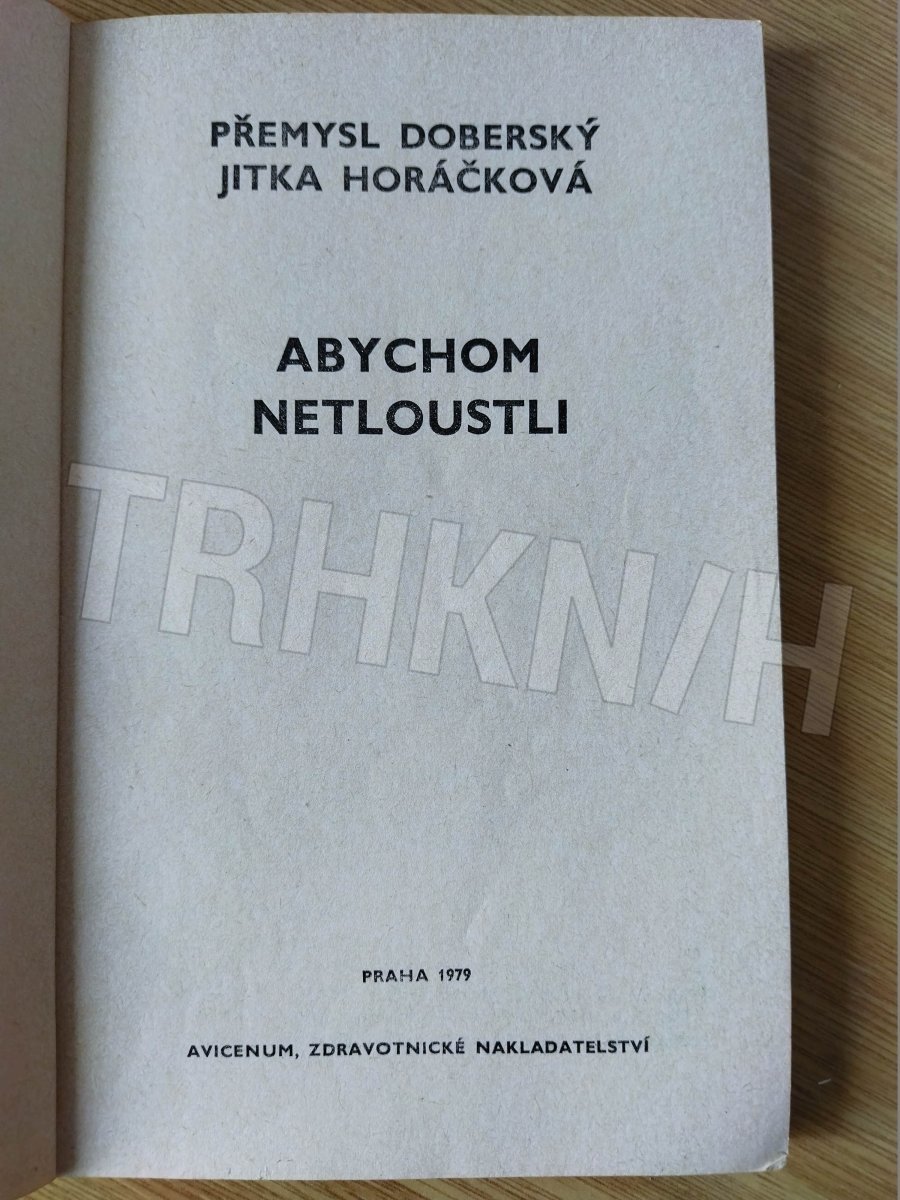 PŘEMYSL DOBERSKÝ
JITKA HORÁČKOVÁ
ABYCHOM
NETLOUSTLI
TRHKNIH
PRAHA 1979
AVICENUM, ZDRAVOTNICKÉ NAKLADATELSTVÍ